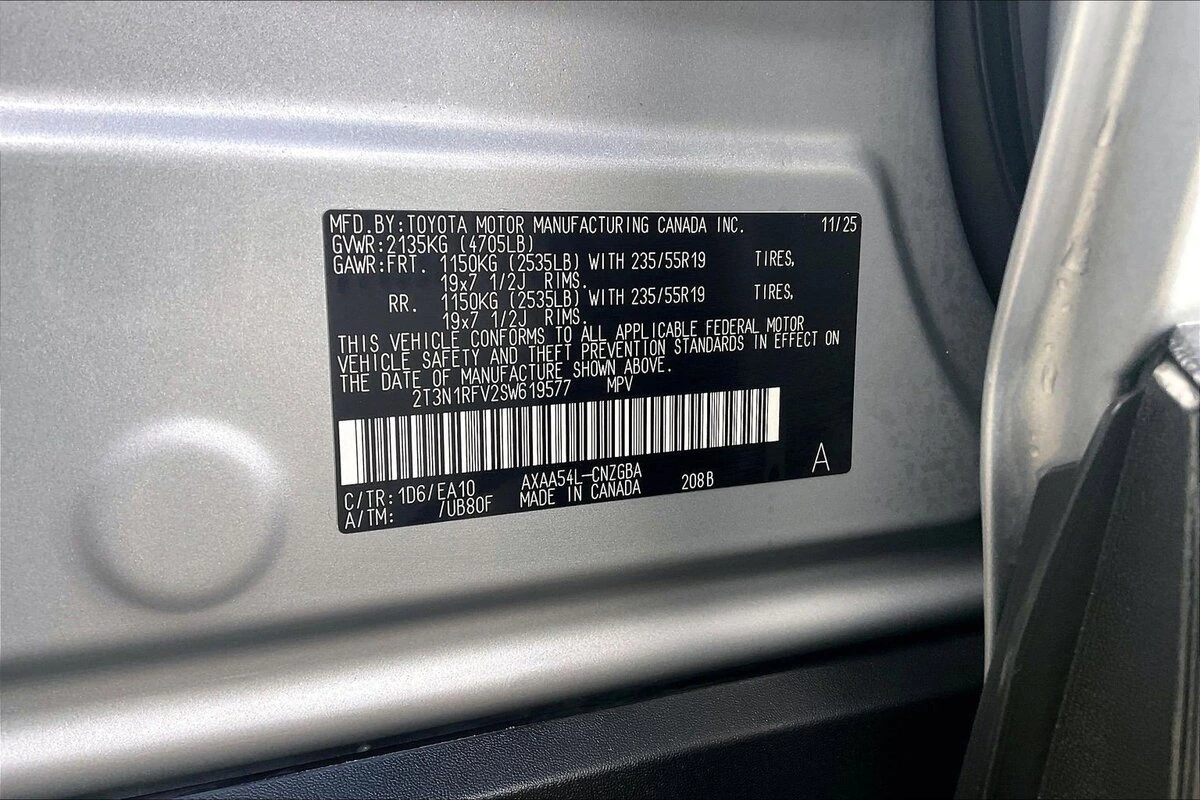 MFD.BY:TOYOTA MOTOR MANUFACTURING CANADA INC. 11/25
GVWR:2135KG (4705LB)
GAWR:FRT. 1150KG (2535LB) WITH 235/55R19 TIRES,
19x7 1/2J RIMS.
RR. 1150KG (2535LB) WITH 235/55R19 TIRES,
19x7 1/2J RIMS.
THIS VEHICLE CONFORMS TO ALL APPLICABLE FEDERAL MOTOR
VEHICLE SAFETY AND THEFT PREVENTION STANDARDS IN EFFECT ON
THE DATE OF MANUFACTURE SHOWN ABOVE.
2T3N1RFV2SW619577 MPV
A
C/TR: 1D6/EA10 AXAA54L-CNZGBA 208B
A/TM: /UB80F MADE IN CANADA